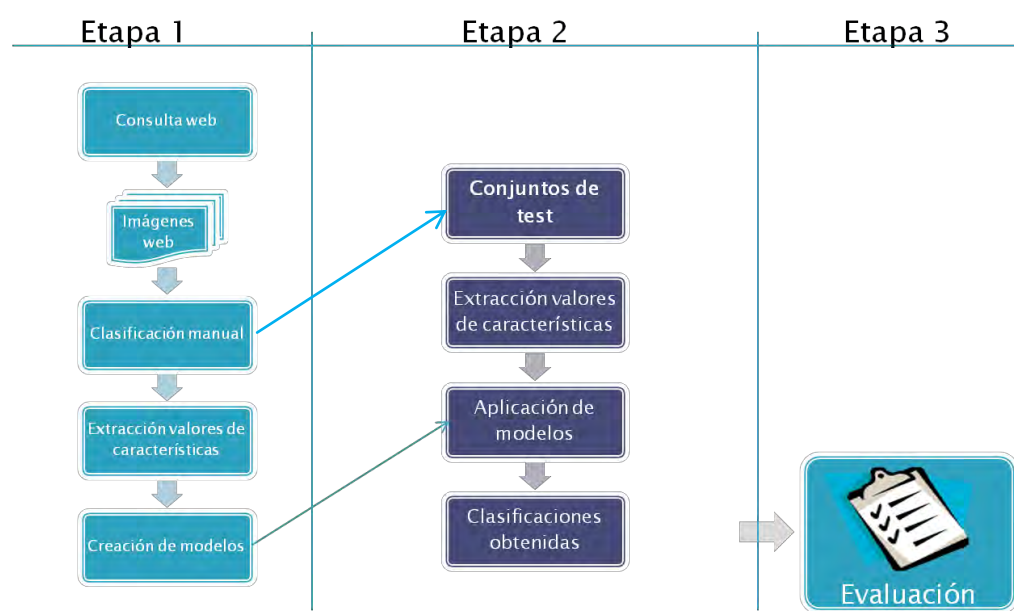 Etapa 1
Etapa 2
Etapa 3
Consulta web
Imágenes
web
Clasificación manual
Extracción valores de
características
Creación de modelos
Conjuntos de
test
Extracción valores
de características
Aplicación de
modelos
Clasificaciones
obtenidas
Evaluación